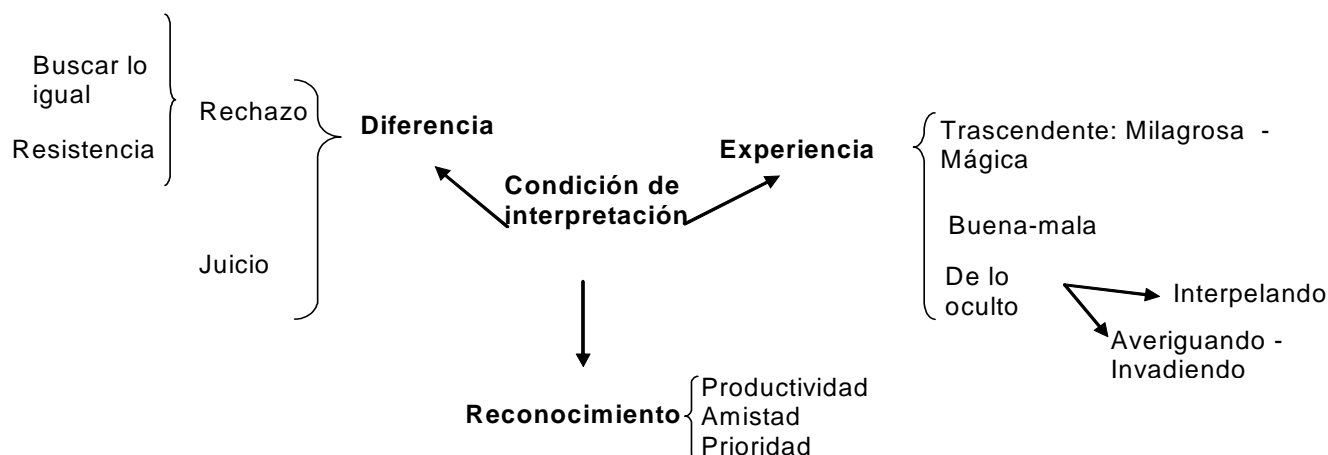 Buscar lo
igual
Resistencia
Rechazo
Juicio
Diferencia
Condición de
interpretación
Experiencia
Trascendente: Milagrosa -
Mágica
Buena-mala
De lo
oculto
Interpelando
Averiguando -
Invadiendo
Reconocimiento
Productividad
Amistad
Prioridad